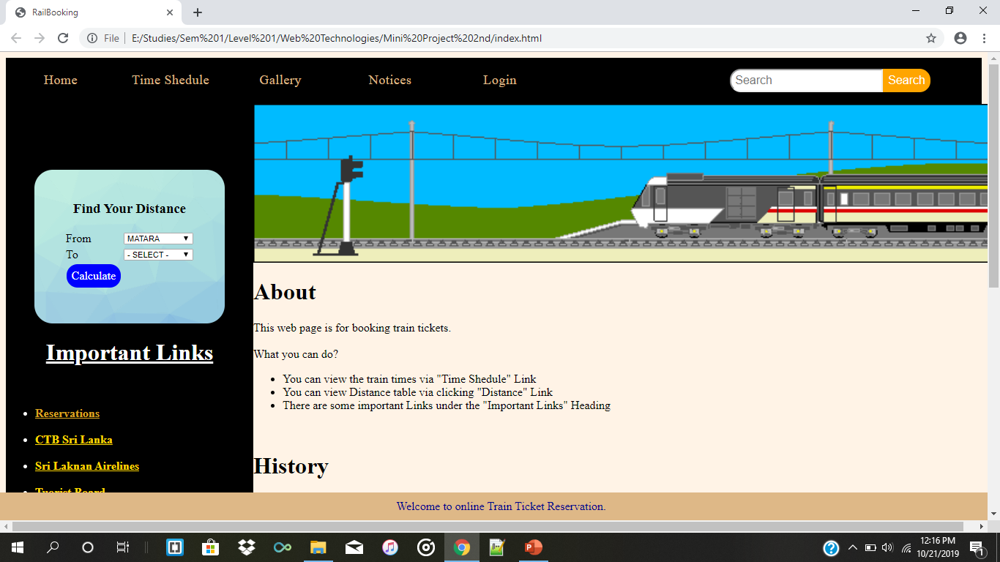 RailBooking
File
E:/Studies/Sem%201/Level%201/Web%20Technologies/Mini%20Project%202nd/index.html
Home Time Shedule Gallery Notices Login Search Search
Find Your Distance
From MATARA
To - SELECT -
Calculate
Important Links
Reservations
CTB Sri Lanka
Sri Laknan Airelines
Tuorist Board
About
This web page is for booking train tickets.
What you can do?
You can view the train times via "Time Shedule" Link
You can view Distance table via clicking "Distance" Link
There are some important Links under the "Important Links" Heading
History
Welcome to online Train Ticket Reservation.
12:16 PM
10/21/2019
1